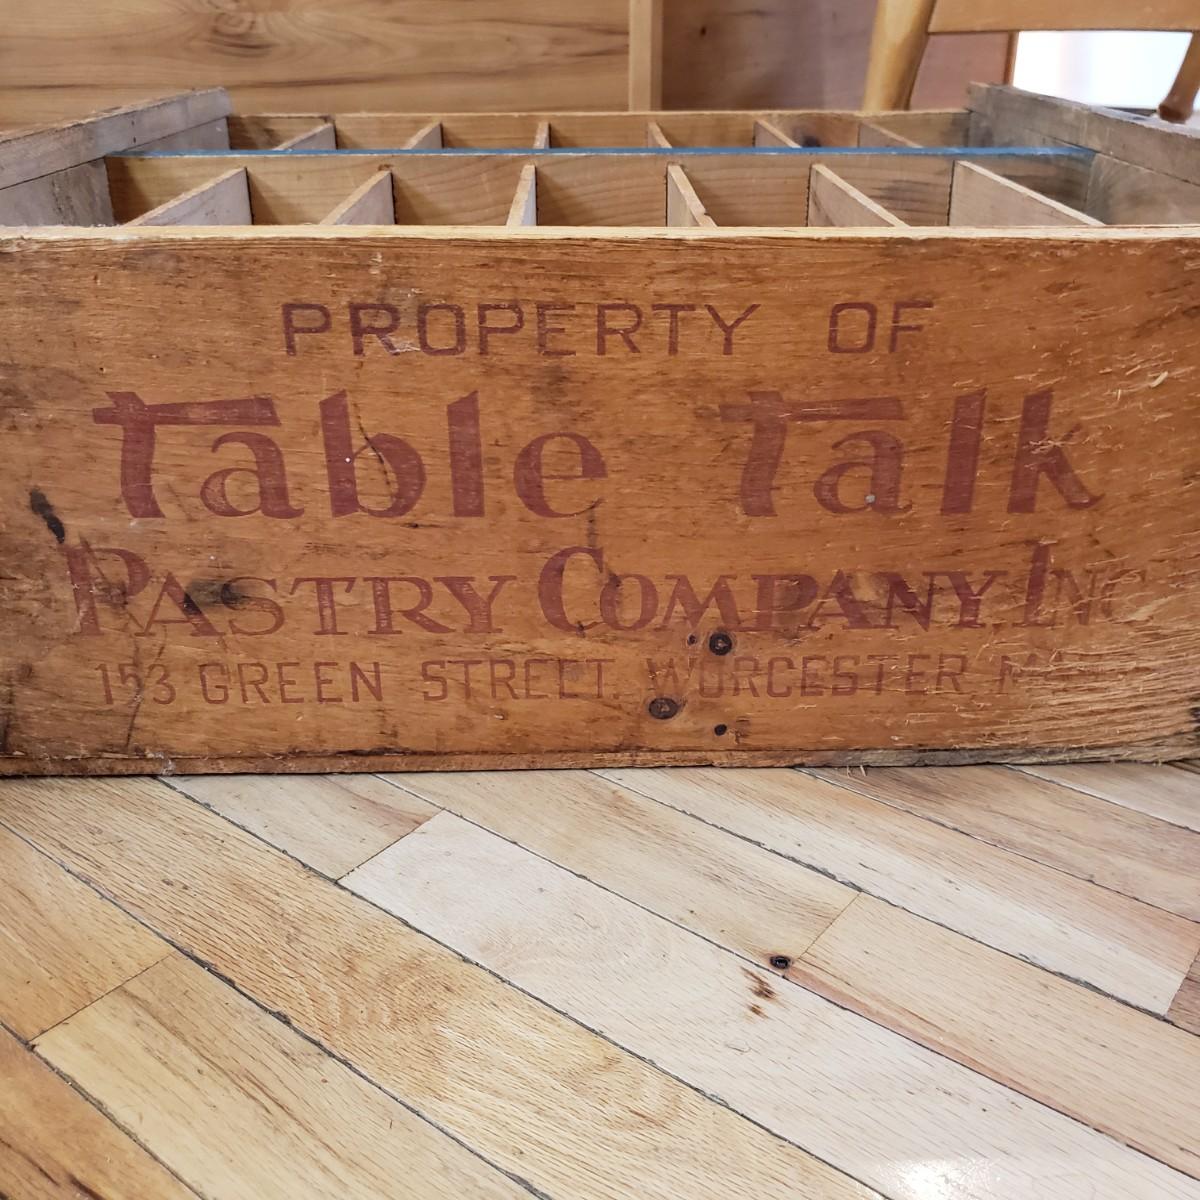 PROPERTY OF
Table Talk
PASTRY COMPANY, INC
153 GREEN STREET. WORCESTER